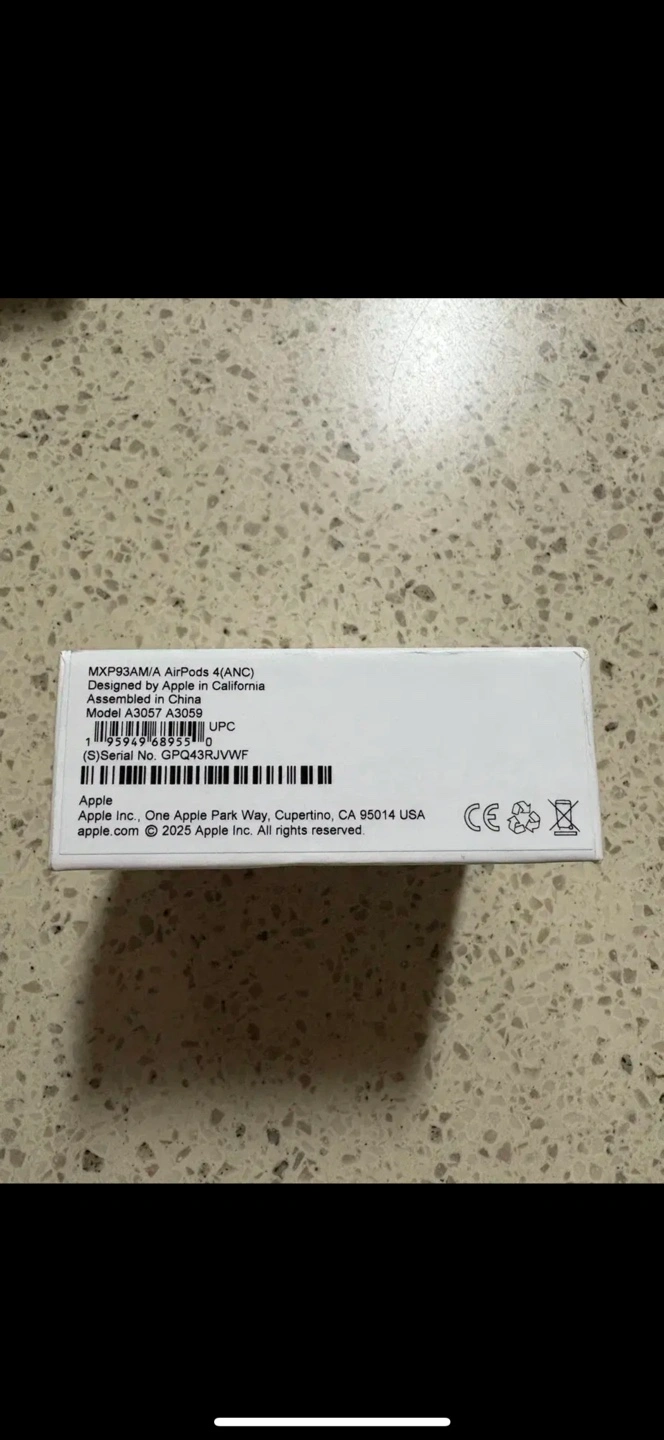 MXP93AM/A AirPods 4(ANC)
Designed by Apple in California
Assembled in China
Model A3057 A3059
UPC
1 95949 68955 0
(S)Serial No. GPQ43RJVWF
Apple
Apple Inc., One Apple Park Way, Cupertino, CA 95014 USA
apple.com © 2025 Apple Inc. All rights reserved.
CE